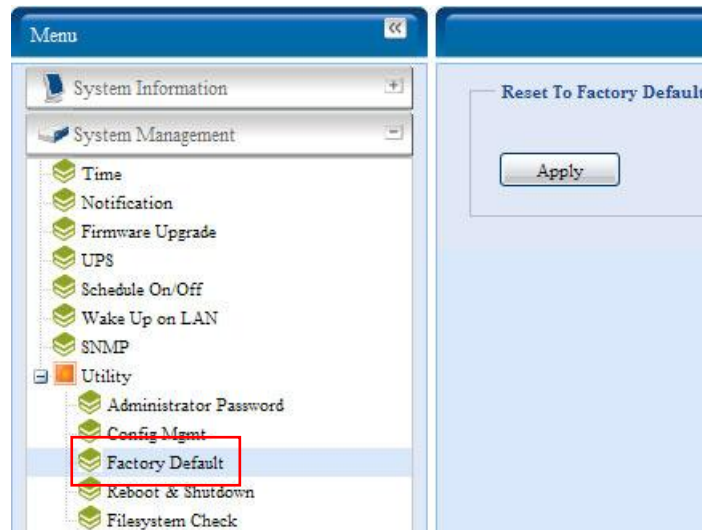 Menu
System Information
System Management
Time
Notification
Firmware Upgrade
UPS
Schedule On/Off
Wake Up on LAN
SNMP
Utility
Administrator Password
Config Mgmt
Factory Default
Reboot & Shutdown
Filesystem Check
Reset To Factory Default
Apply